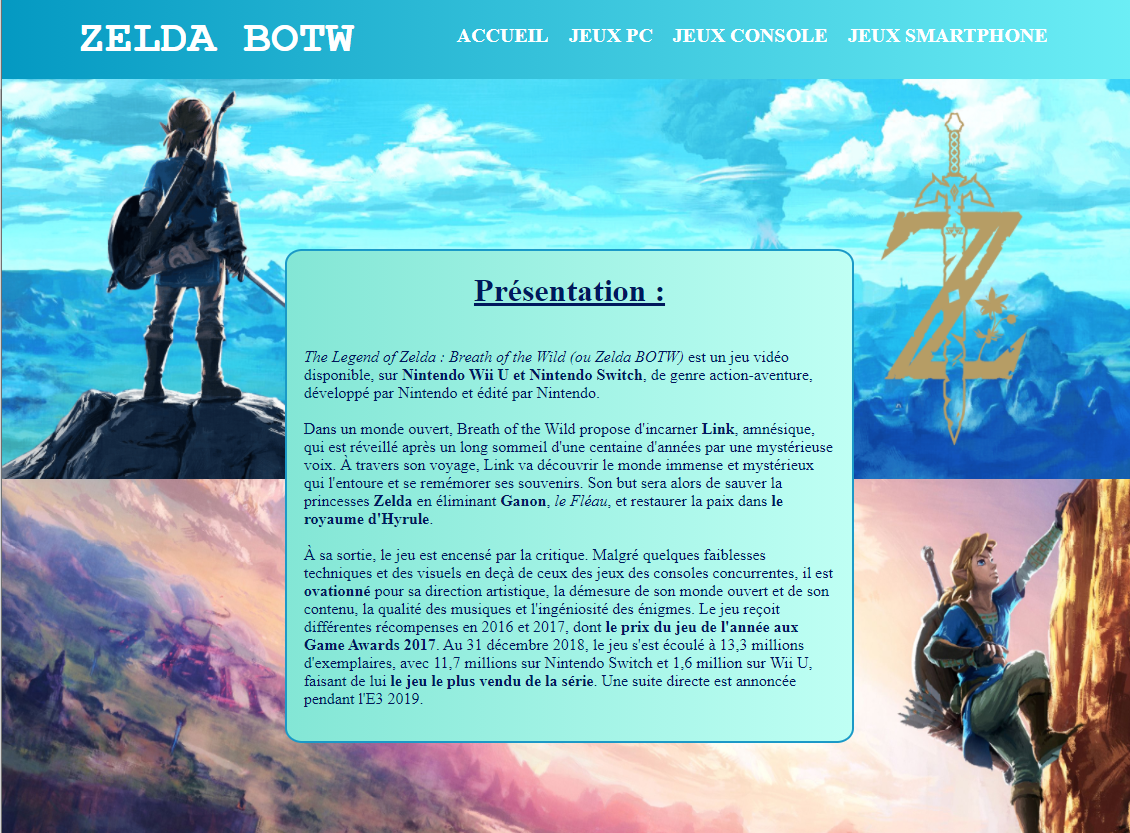 ZELDA BOTW
ACCUEIL JEUX PC JEUX CONSOLE JEUX SMARTPHONE
Z
Présentation :
The Legend of Zelda : Breath of the Wild (ou Zelda BOTW) est un jeu vidéo
disponible, sur Nintendo Wii U et Nintendo Switch, de genre action-aventure,
développé par Nintendo et édité par Nintendo.
Dans un monde ouvert, Breath of the Wild propose d'incarner Link, amnésique,
qui est réveillé après un long sommeil d'une centaine d'années par une mystérieuse
voix. À travers son voyage, Link va découvrir le monde immense et mystérieux
qui l'entoure et se remémorer ses souvenirs. Son but sera alors de sauver la
princesses Zelda en éliminant Ganon, le Fléau, et restaurer la paix dans le
royaume d'Hyrule.
À sa sortie, le jeu est encensé par la critique. Malgré quelques faiblesses
techniques et des visuels en deçà de ceux des jeux des consoles concurrentes, il est
ovationné pour sa direction artistique, la démesure de son monde ouvert et de son
contenu, la qualité des musiques et l'ingéniosité des énigmes. Le jeu reçoit
différentes récompenses en 2016 et 2017, dont le prix du jeu de l'année aux
Game Awards 2017. Au 31 décembre 2018, le jeu s'est écoulé à 13,3 millions
d'exemplaires, avec 11,7 millions sur Nintendo Switch et 1,6 million sur Wii U,
faisant de lui le jeu le plus vendu de la série. Une suite directe est annoncée
pendant l'E3 2019.